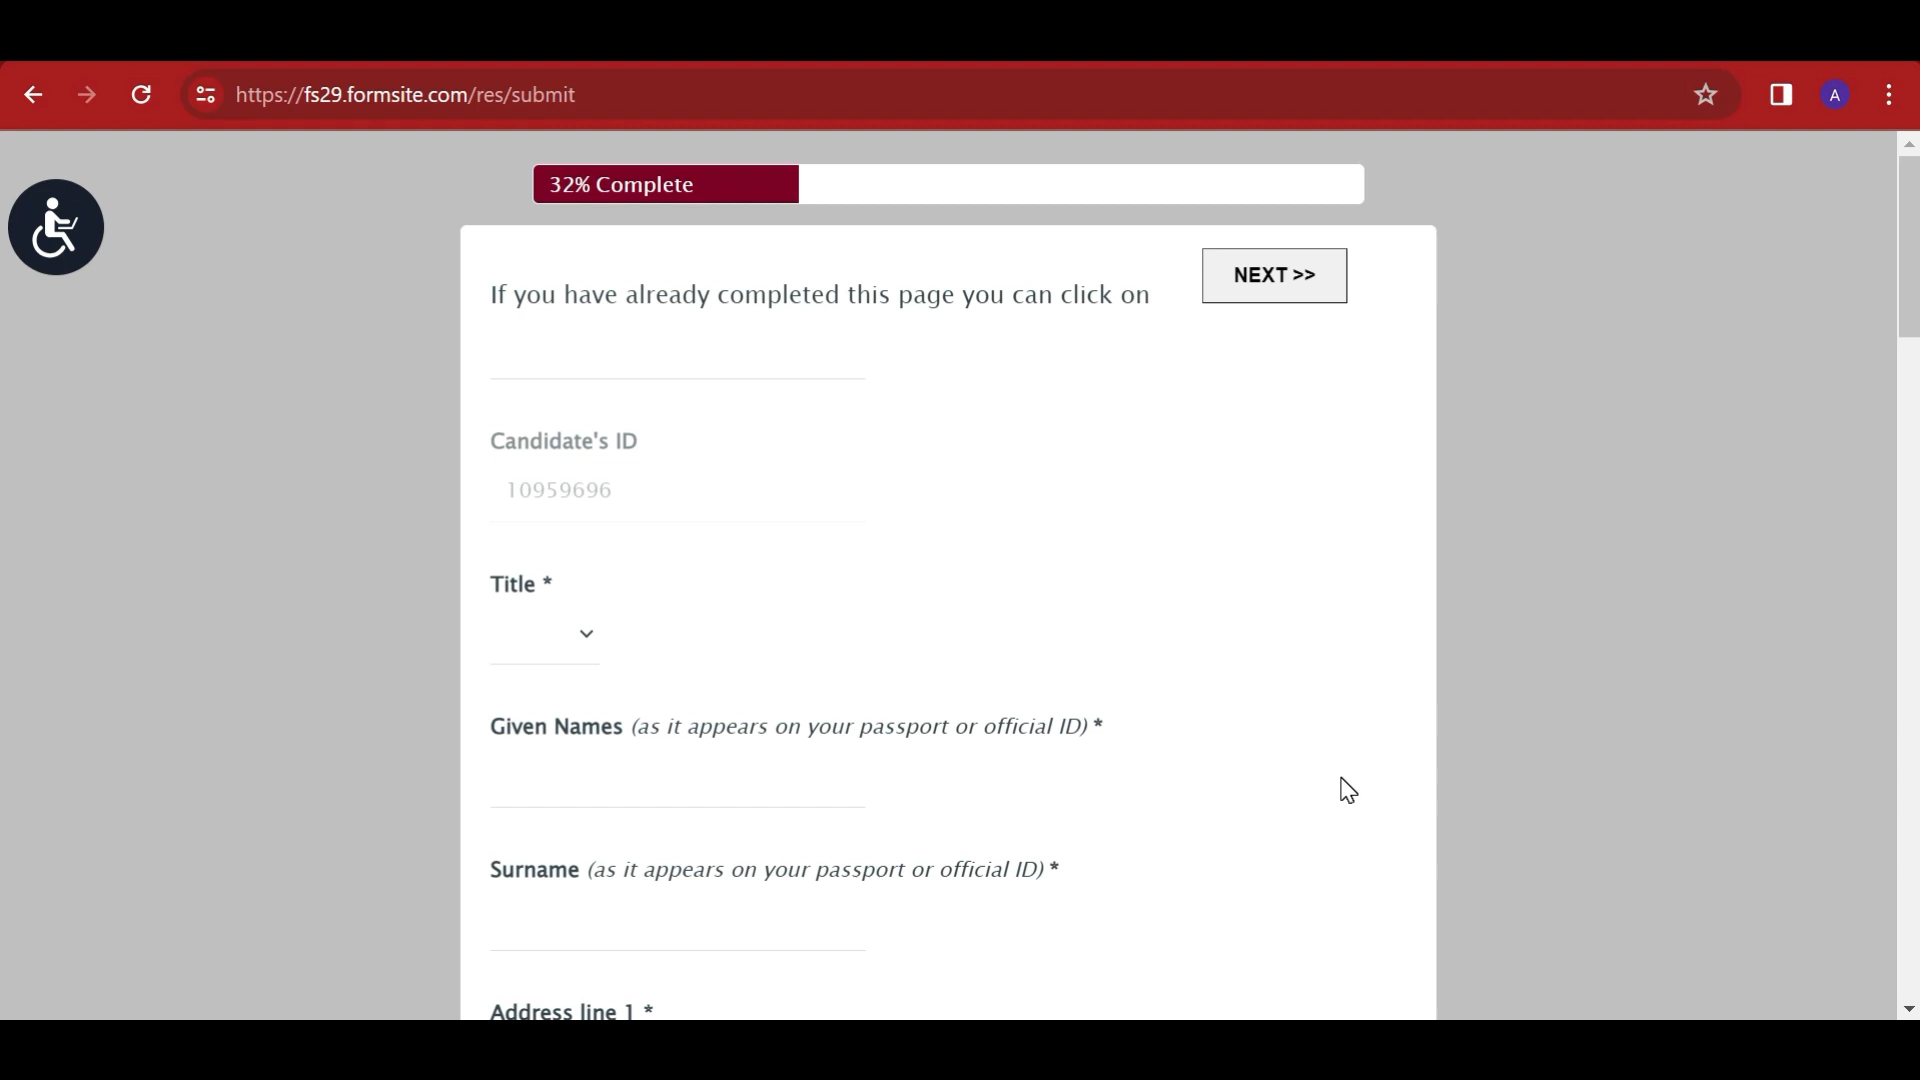 https://fs29.formsite.com/res/submit
A
32% Complete
If you have already completed this page you can click on
NEXT >>
Candidate's ID
10959696
Title *
Given Names (as it appears on your passport or official ID) *
Surname (as it appears on your passport or official ID) *
Address line 1 *